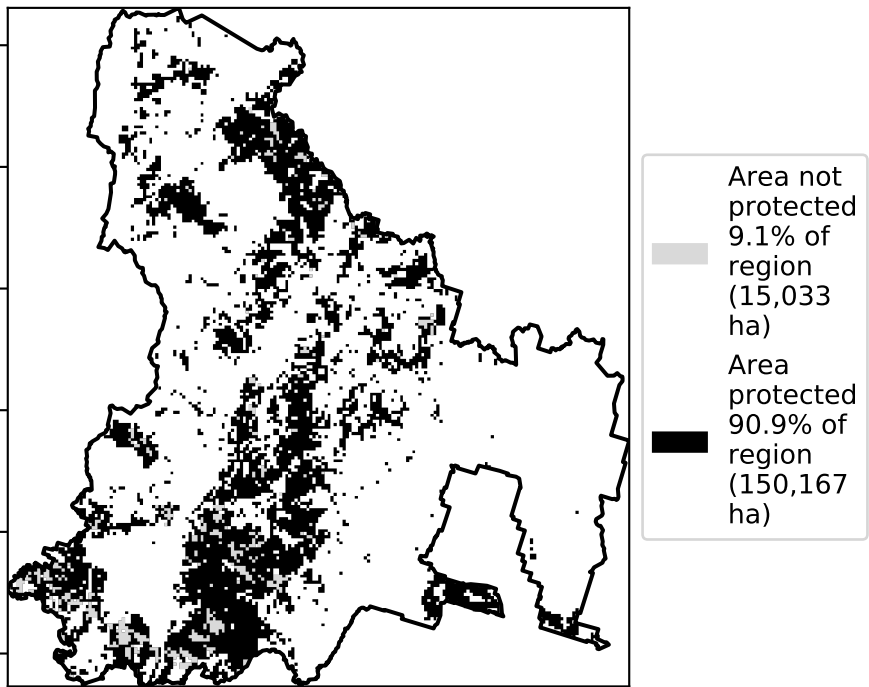 Area not
protected
9.1% of
region
(15,033
ha)
Area
protected
90.9% of
region
(150,167
ha)